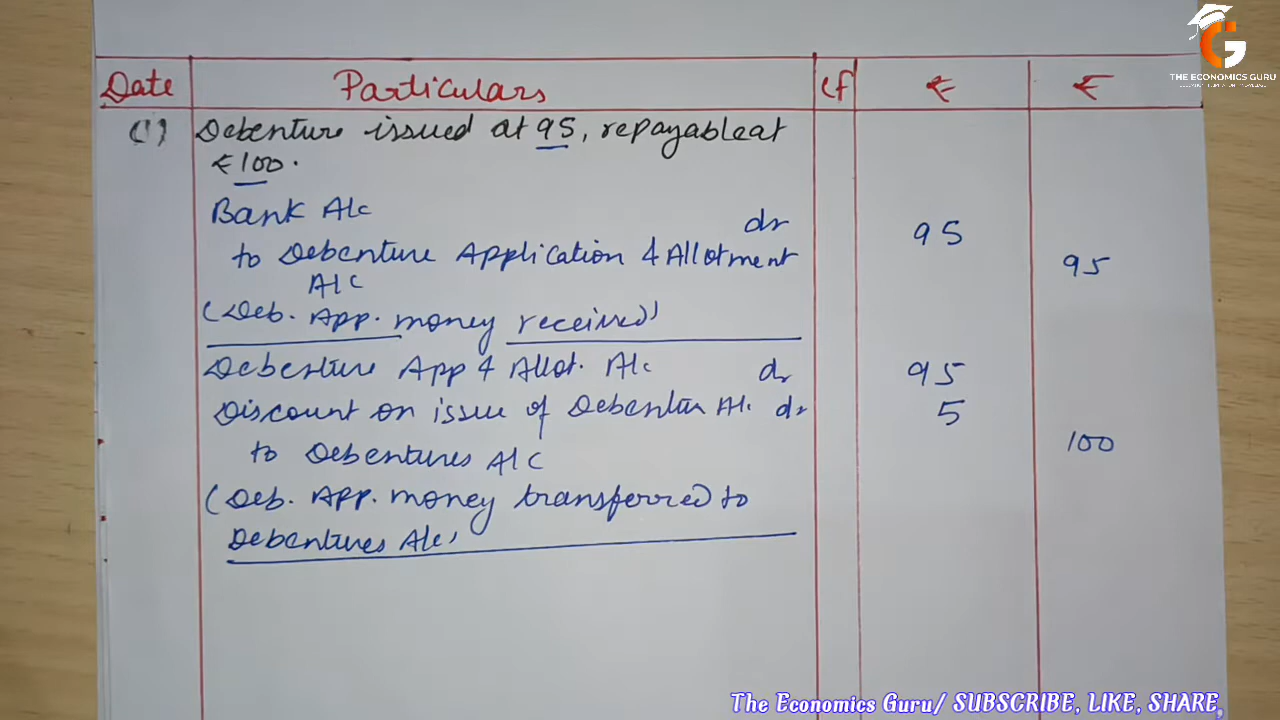 THE ECONOMICS GURU
Date Particulars Lf ₹ ₹
(1) Debenture issued at 95, repayable at
₹100.
Bank A/c dr 95
to Debenture Application & Allotment 95
A/c
(Deb. App. money received)
Debenture App & Allot. A/c dr 95
Discount on issue of Debentur A/c dr 5
to Debentures A/c 100
(Deb. App. money transferred to
Debentures A/c)
The Economics Guru/ SUBSCRIBE, LIKE, SHARE,